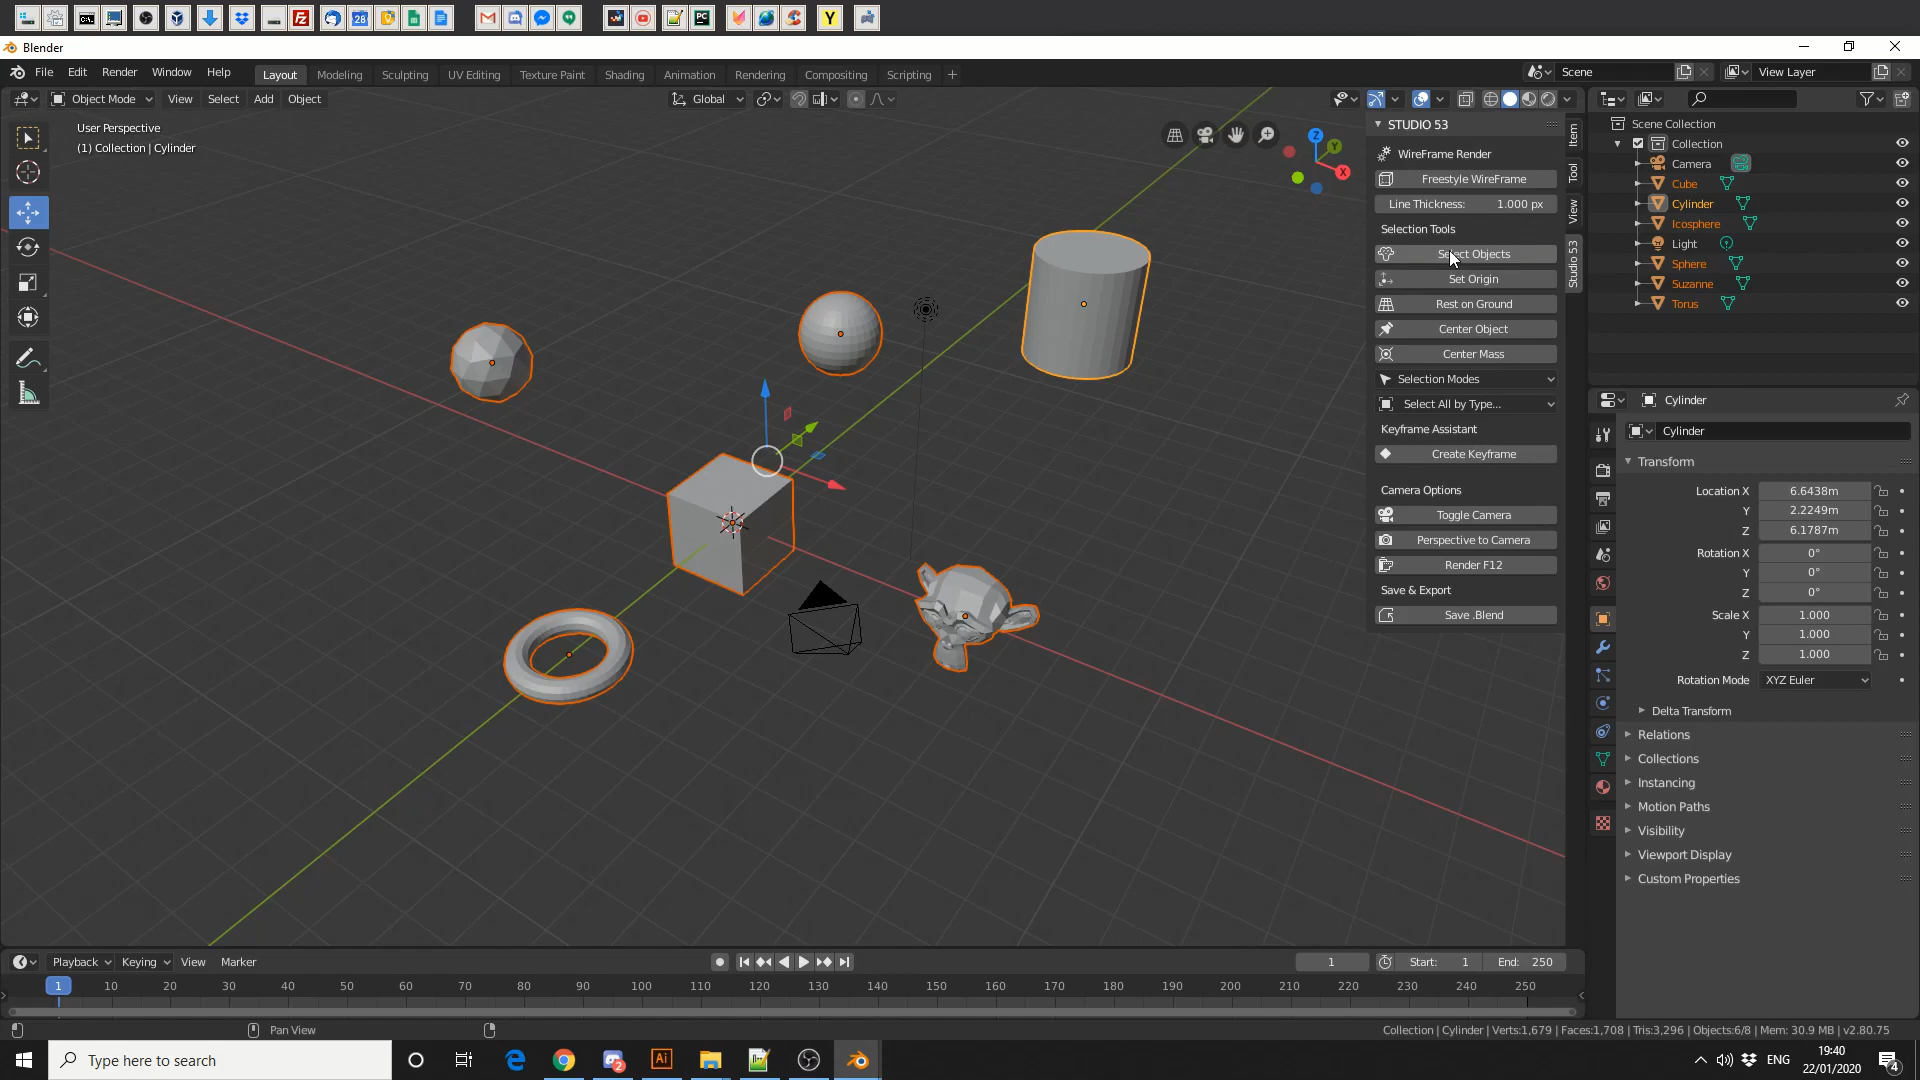 28
Y
Blender
File Edit Render Window Help
Layout Modeling Sculpting UV Editing Texture Paint Shading Animation Rendering Compositing Scripting +
Scene
View Layer
Object Mode View Select Add Object
Global
User Perspective
(1) Collection | Cylinder
Z
Y
X
STUDIO 53
WireFrame Render
Freestyle WireFrame
Line Thickness: 1.000 px
Selection Tools
Select Objects
Set Origin
Rest on Ground
Center Object
Center Mass
Selection Modes
Select All by Type...
Keyframe Assistant
Create Keyframe
Camera Options
Toggle Camera
Perspective to Camera
Render F12
Save & Export
Save .Blend
Item
Tool
View
Studio 53
Scene Collection
Collection
Camera
Cube
Cylinder
Icosphere
Light
Sphere
Suzanne
Torus
Cylinder
Cylinder
Transform
Location X 6.6438m
Y 2.2249m
Z 6.1787m
Rotation X 0°
Y 0°
Z 0°
Scale X 1.000
Y 1.000
Z 1.000
Rotation Mode XYZ Euler
Delta Transform
Relations
Collections
Instancing
Motion Paths
Visibility
Viewport Display
Custom Properties
Playback Keying View Marker
1 Start: 1 End: 250
1 10 20 30 40 50 60 70 80 90 100 110 120 130 140 150 160 170 180 190 200 210 220 230 240 250
Pan View
Collection | Cylinder | Verts:1,679 | Faces:1,708 | Tris:3,296 | Objects:6/8 | Mem: 30.9 MB | v2.80.75
Type here to search
2
Ai
ENG
19:40
22/01/2020
4